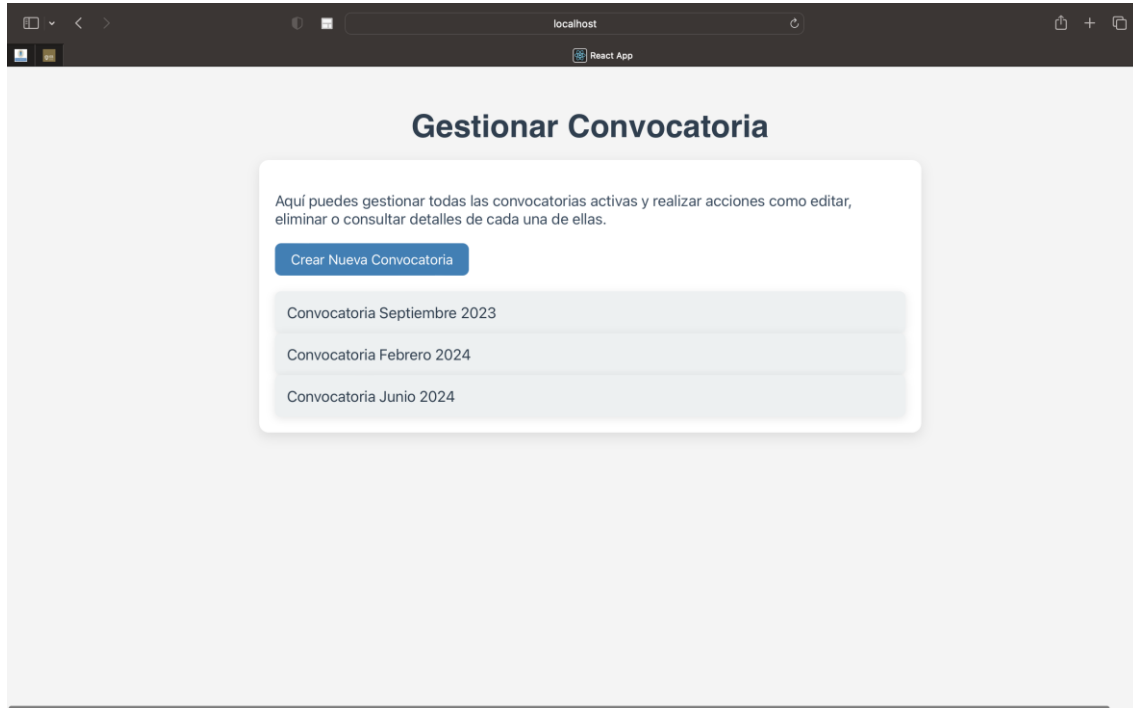 localhost
React App
Gestionar Convocatoria
Aquí puedes gestionar todas las convocatorias activas y realizar acciones como editar,
eliminar o consultar detalles de cada una de ellas.
Crear Nueva Convocatoria
Convocatoria Septiembre 2023
Convocatoria Febrero 2024
Convocatoria Junio 2024